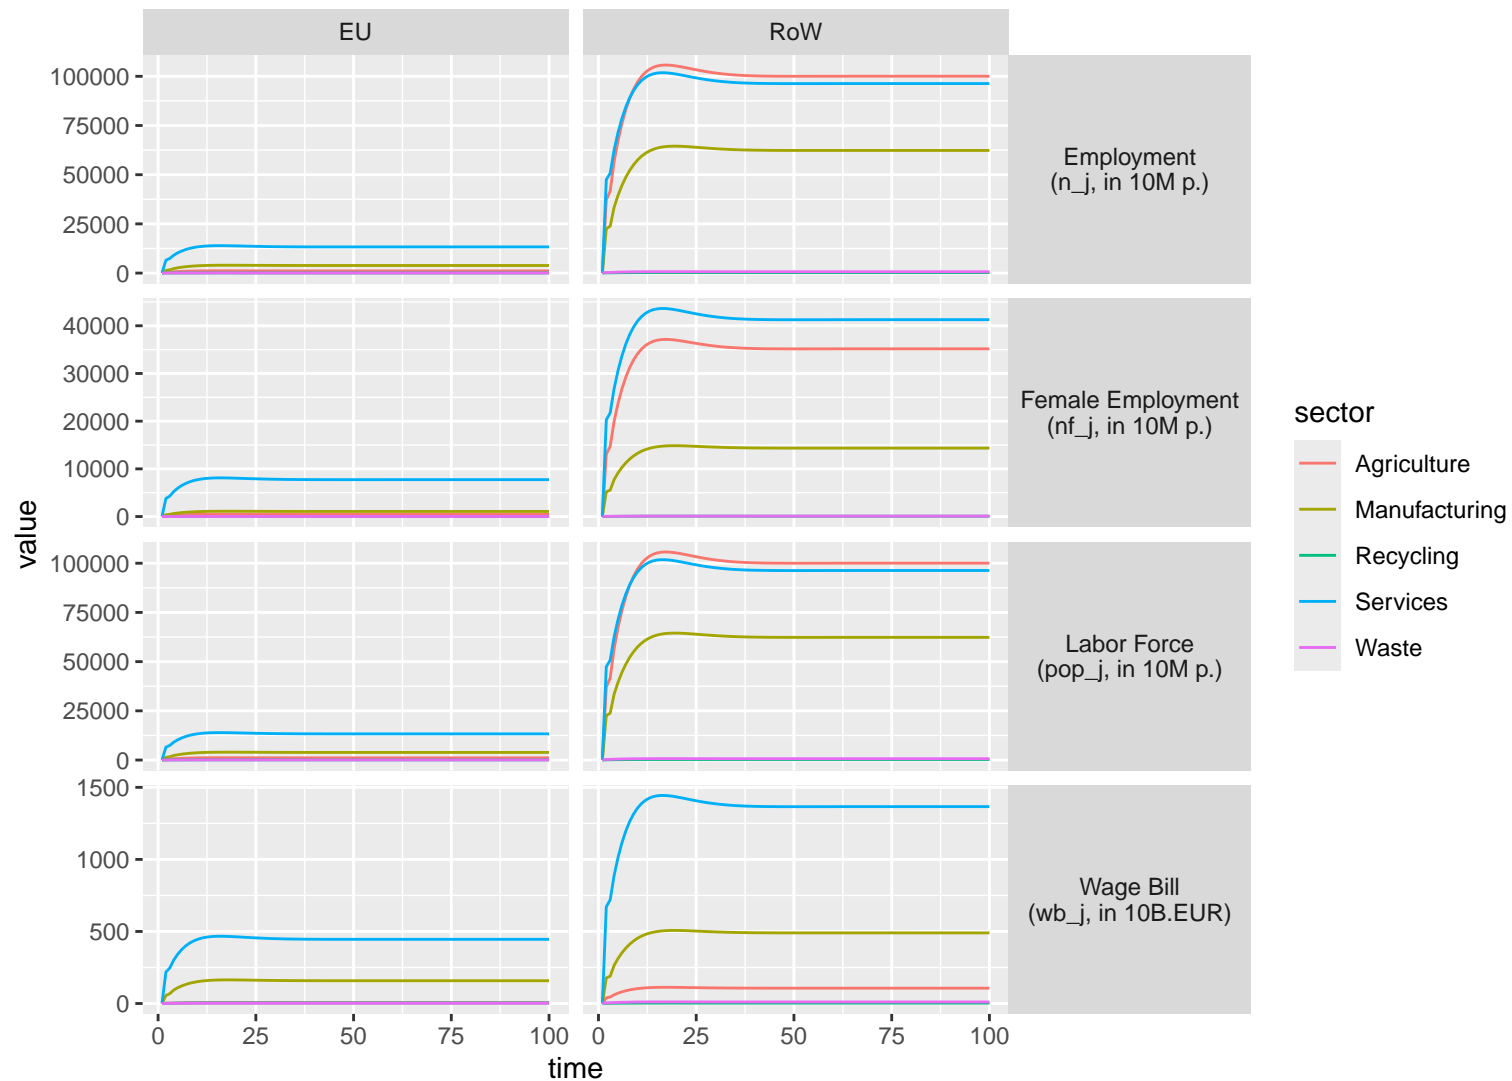 EU
RoW
100000
75000
50000
25000
0
Employment
(n_j, in 10M p.)
40000
30000
20000
10000
0
Female Employment
(nf_j, in 10M p.)
100000
75000
50000
25000
0
Labor Force
(pop_j, in 10M p.)
1500
1000
500
0
Wage Bill
(wb_j, in 10B.EUR)
value
0 25 50 75 100
0 25 50 75 100
time
sector
Agriculture
Manufacturing
Recycling
Services
Waste